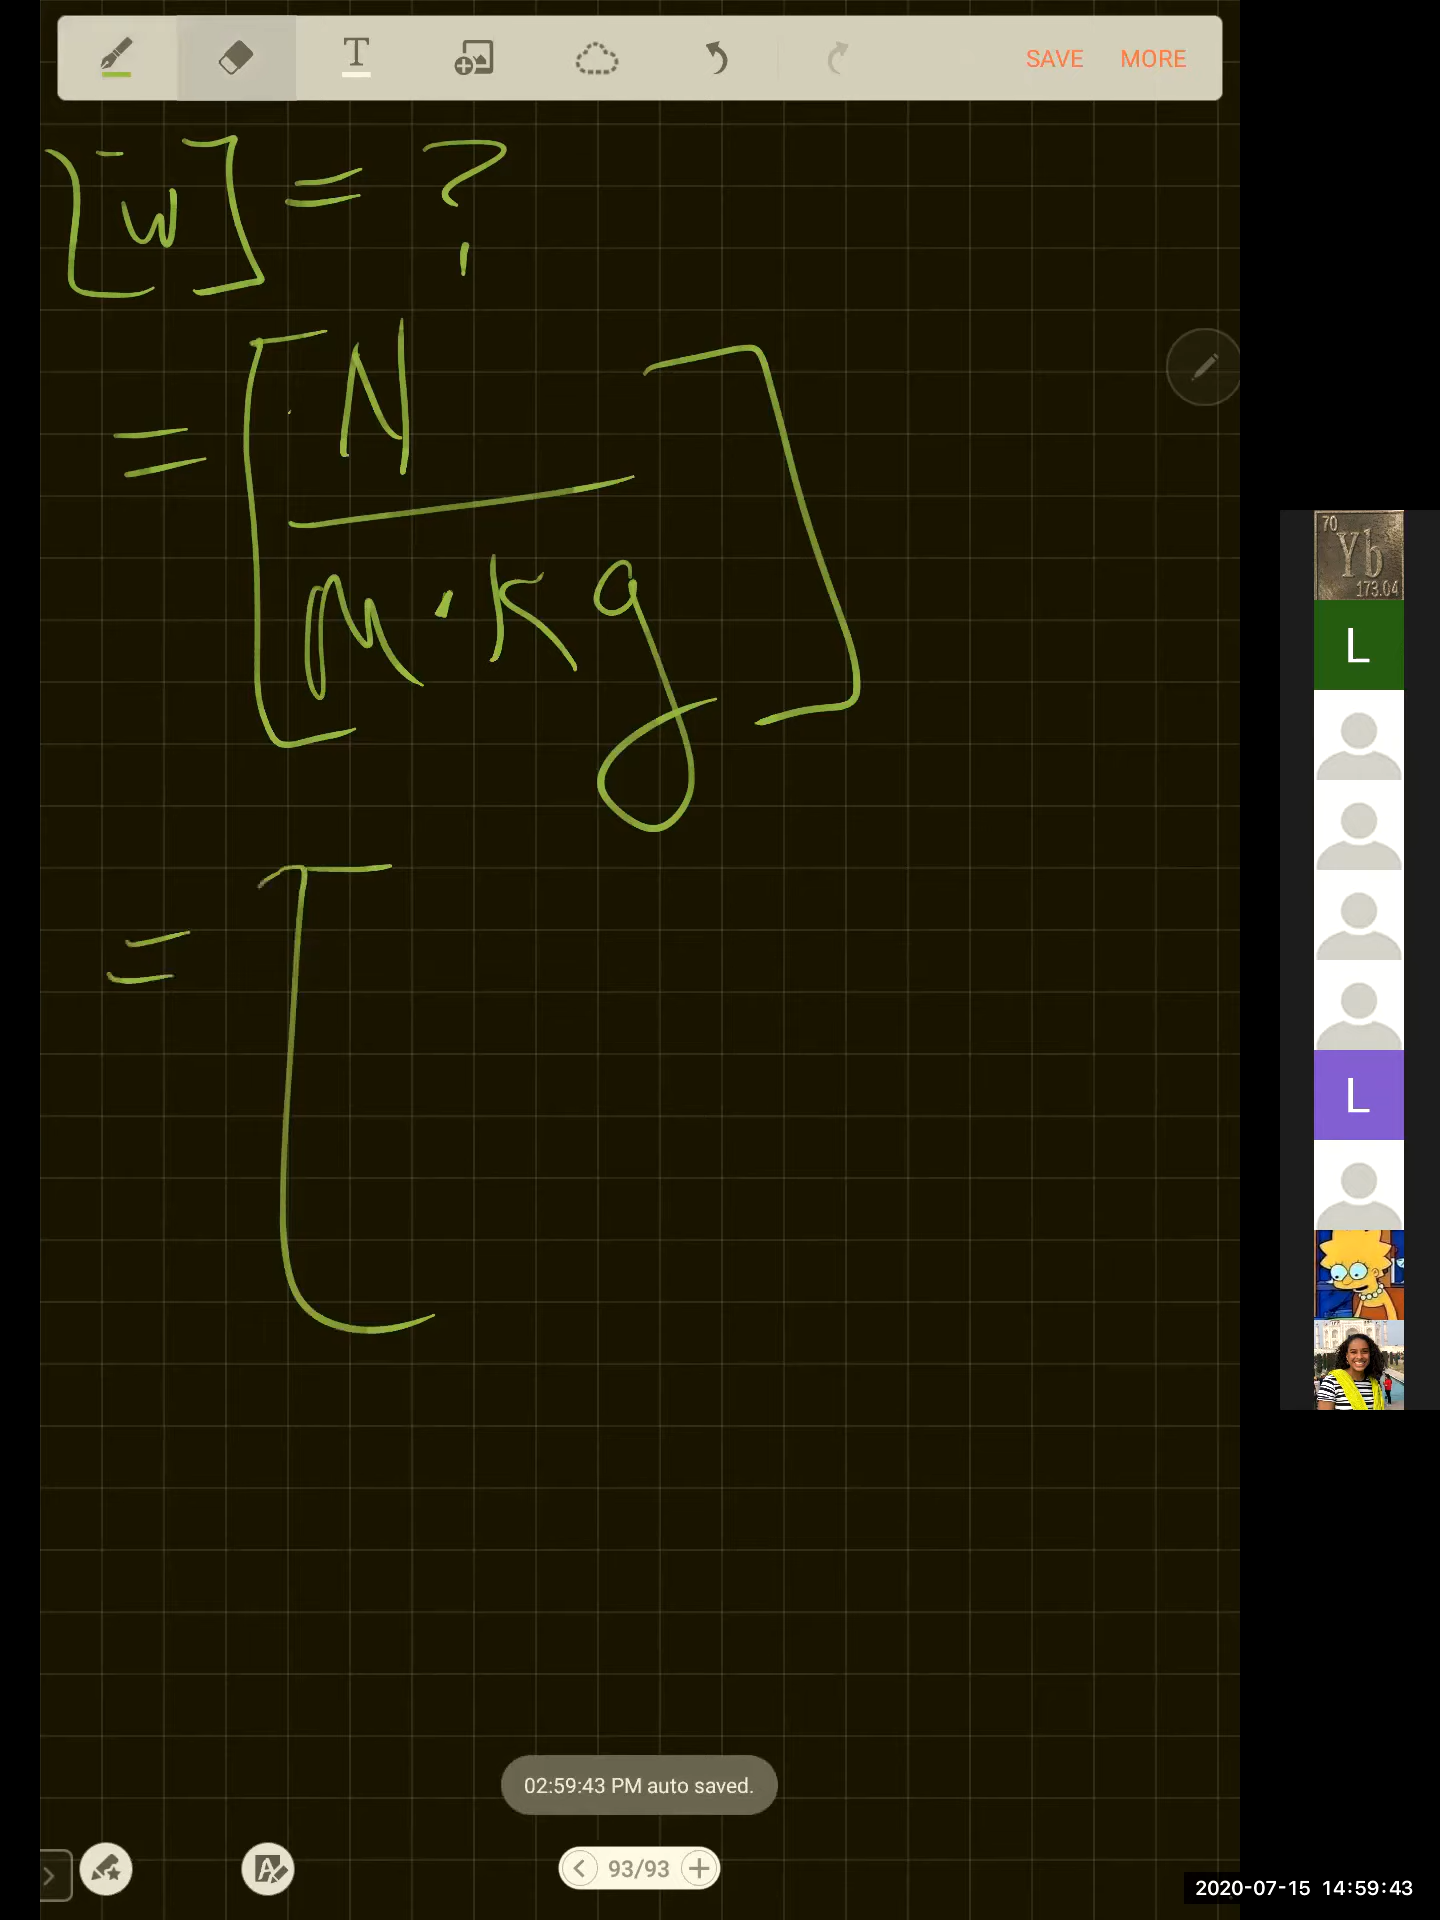 T SAVE MORE
[w] = ?
= [N
m · kg]
= [
70
Yb
173.04
L
L
02:59:43 PM auto saved.
A
93/93
2020-07-15 14:59:43